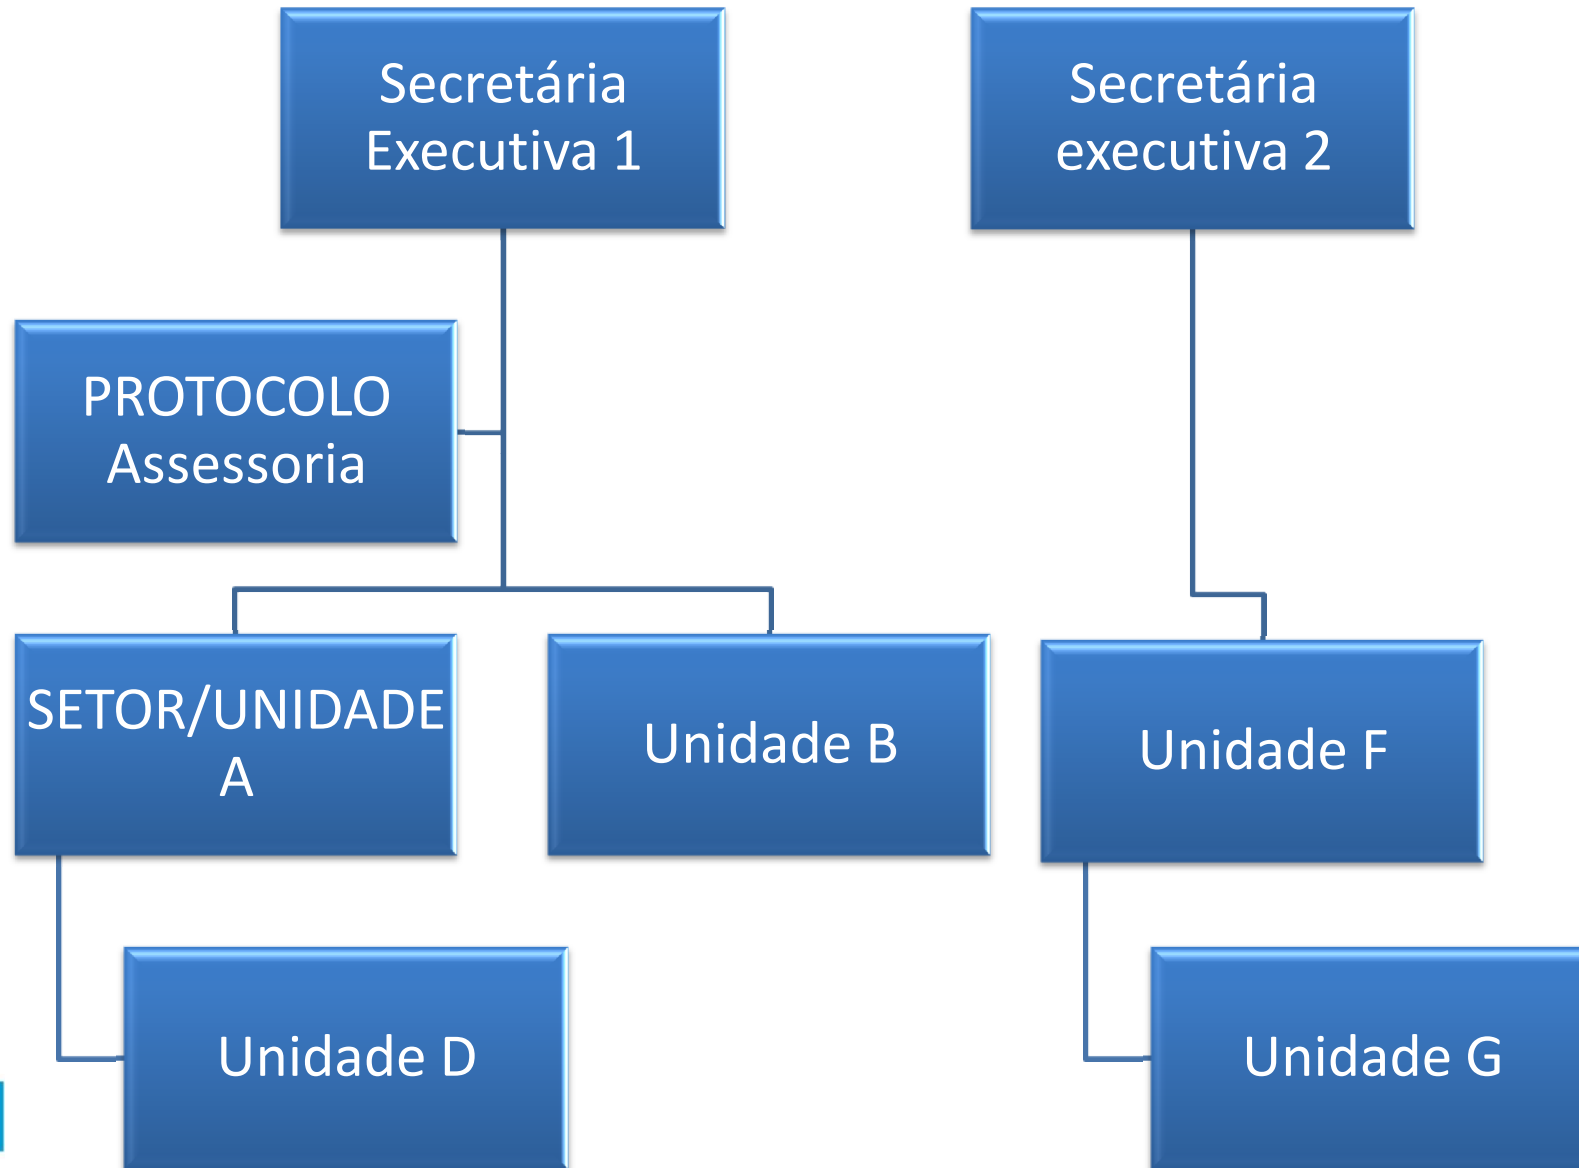 Secretária
Executiva 1
Secretária
executiva 2
PROTOCOLO
Assessoria
SETOR/UNIDADE
A
Unidade B
Unidade F
Unidade D
Unidade G